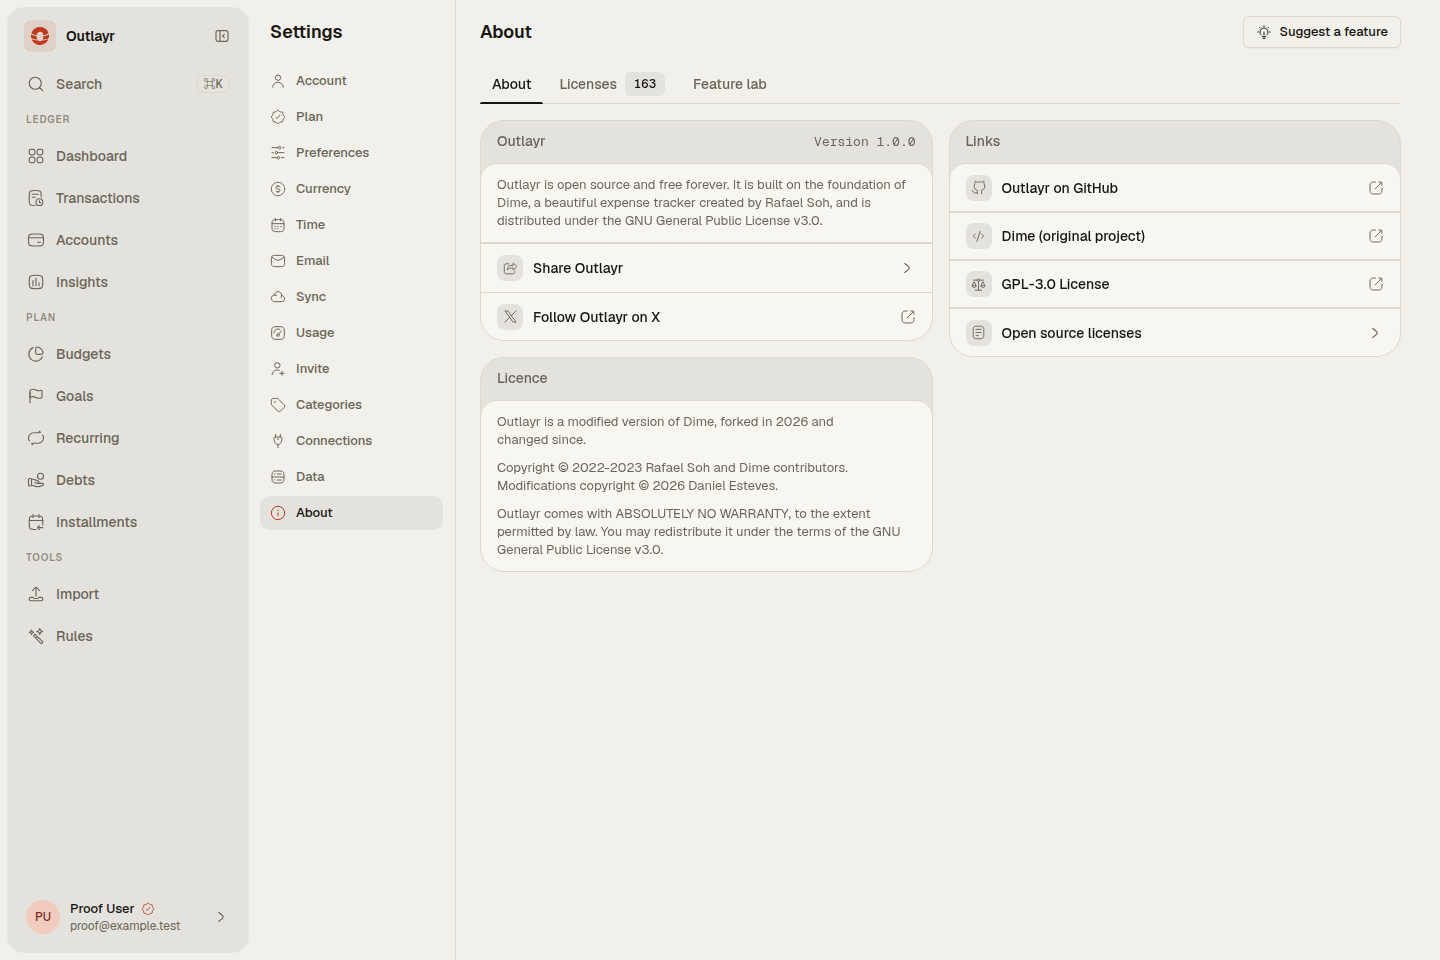 Outlayr
Search
⌘K
LEDGER
Dashboard
Transactions
Accounts
Insights
PLAN
Budgets
Goals
Recurring
Debts
Installments
TOOLS
Import
Rules
PU
Proof User
proof@example.test
Settings
Account
Plan
Preferences
Currency
Time
Email
Sync
Usage
Invite
Categories
Connections
Data
About
About
Suggest a feature
About
Licenses 163
Feature lab
Outlayr
Version 1.0.0
Outlayr is open source and free forever. It is built on the foundation of
Dime, a beautiful expense tracker created by Rafael Soh, and is
distributed under the GNU General Public License v3.0.
Share Outlayr
Follow Outlayr on X
Licence
Outlayr is a modified version of Dime, forked in 2026 and
changed since.
Copyright © 2022-2023 Rafael Soh and Dime contributors.
Modifications copyright © 2026 Daniel Esteves.
Outlayr comes with ABSOLUTELY NO WARRANTY, to the extent
permitted by law. You may redistribute it under the terms of the GNU
General Public License v3.0.
Links
Outlayr on GitHub
Dime (original project)
GPL-3.0 License
Open source licenses